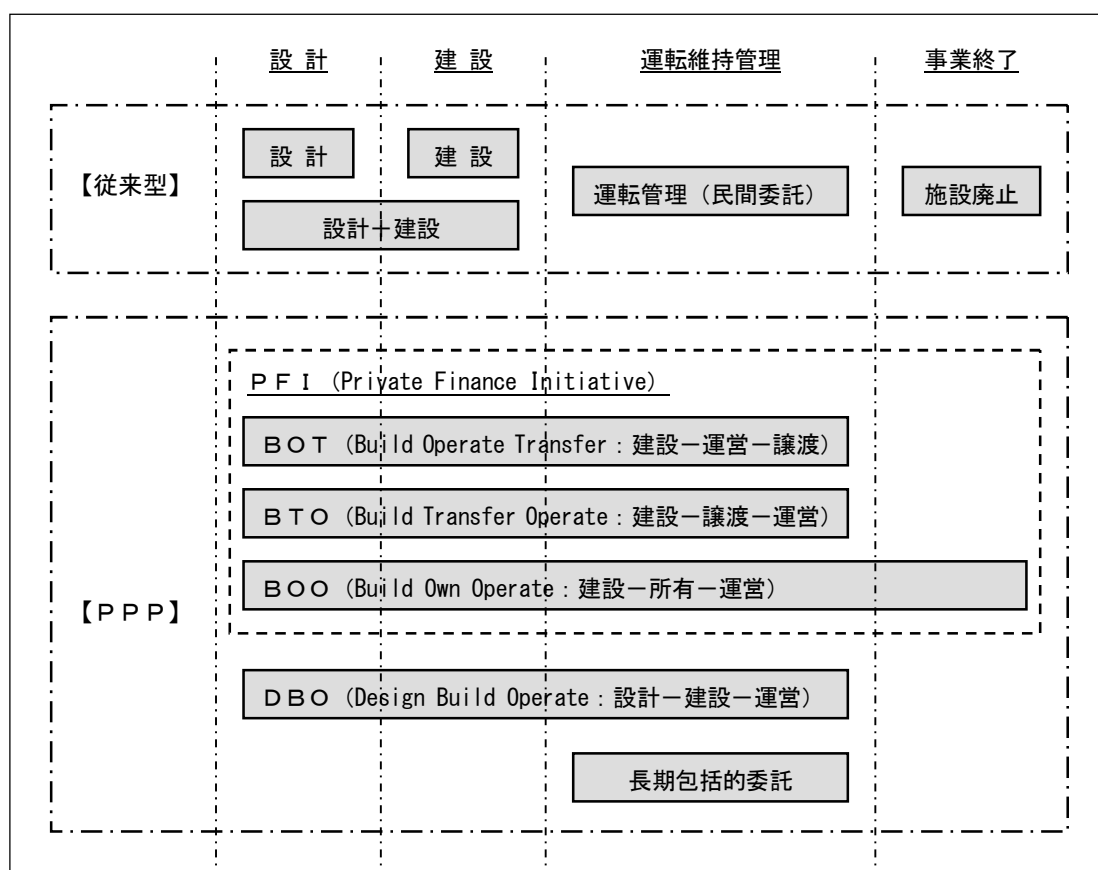 設 計 建 設 運転維持管理 事業終了
【従来型】
設 計
建 設
設計＋建設
運転管理（民間委託）
施設廃止
【ＰＰＰ】
ＰＦＩ (Private Finance Initiative)
ＢＯＴ (Build Operate Transfer：建設－運営－譲渡)
ＢＴＯ (Build Transfer Operate：建設－譲渡－運営)
ＢＯＯ (Build Own Operate：建設－所有－運営)
ＤＢＯ (Design Build Operate：設計－建設－運営)
長期包括的委託